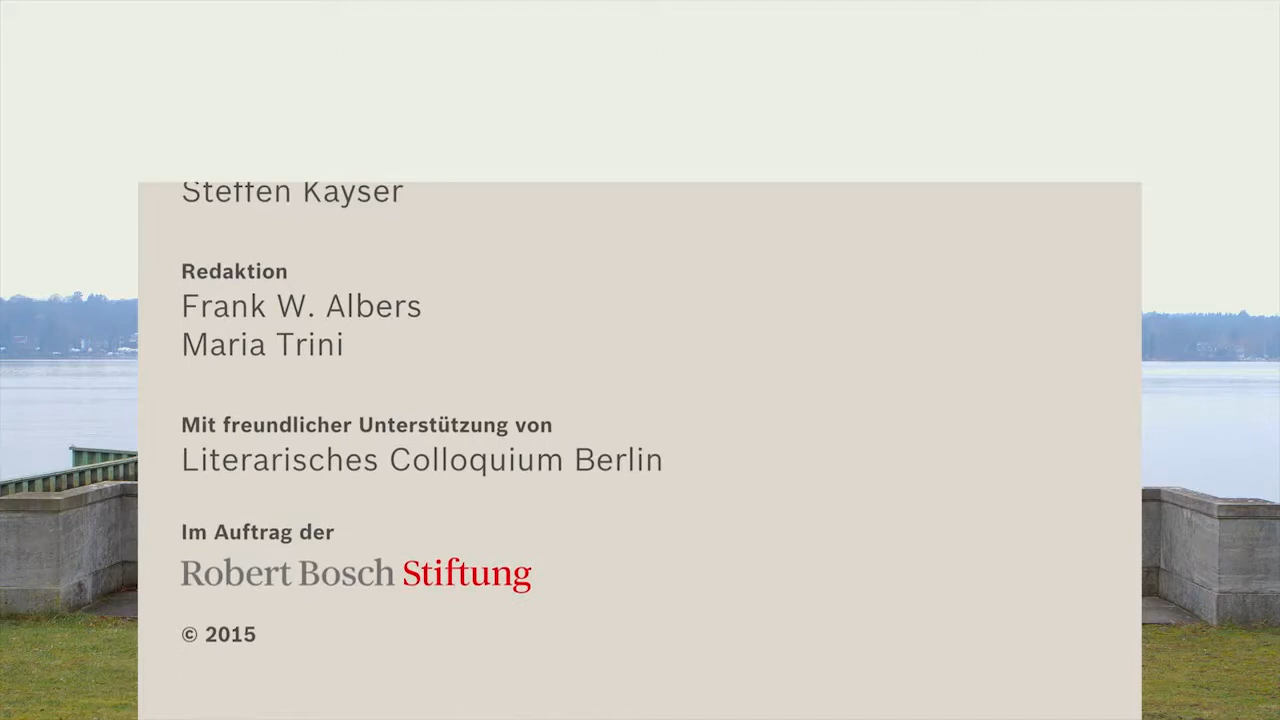 Steffen Kayser
Redaktion
Frank W. Albers
Maria Trini
Mit freundlicher Unterstützung von
Literarisches Colloquium Berlin
Im Auftrag der
Robert Bosch Stiftung
© 2015